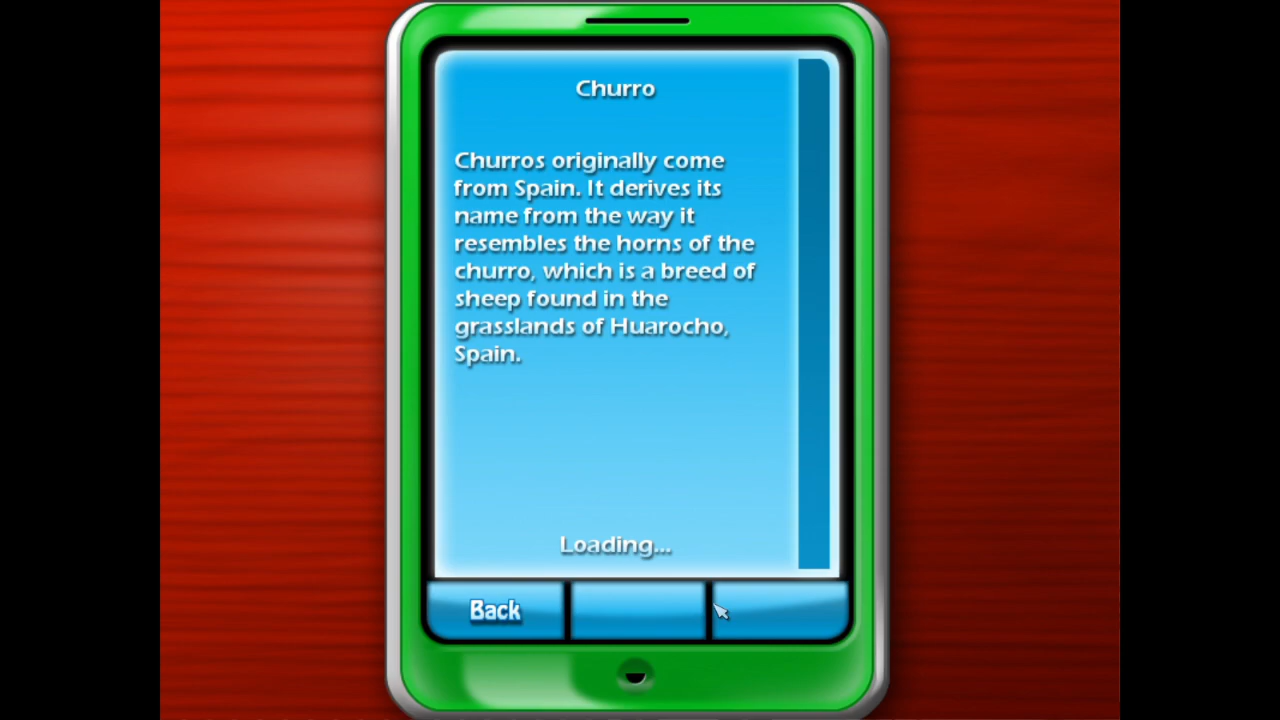 Churro
Churros originally come
from Spain. It derives its
name from the way it
resembles the horns of the
churro, which is a breed of
sheep found in the
grasslands of Huarocho,
Spain.
Loading...
Back